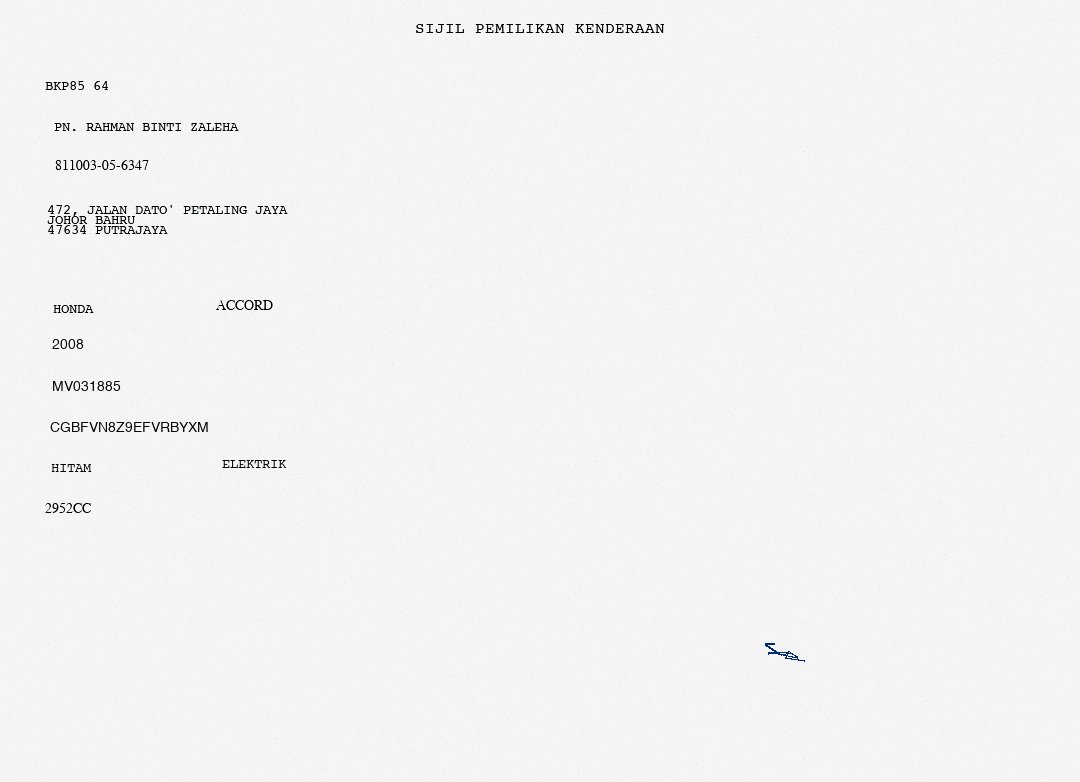 SIJIL PEMILIKAN KENDERAAN
BKP85 64
PN. RAHMAN BINTI ZALEHA
811003-05-6347
472, JALAN DATO' PETALING JAYA
JOHOR BAHRU
47634 PUTRAJAYA
HONDA ACCORD
2008
MV031885
CGBFVN8Z9EFVRBYXM
HITAM ELEKTRIK
2952CC